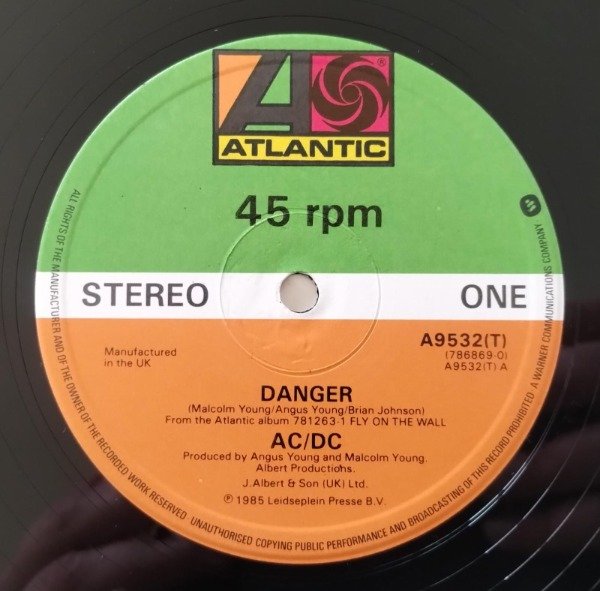 A
®
ATLANTIC
45 rpm
STEREO
ONE
A9532(T)
(786869-0)
A9532(T) A
Manufactured
in the UK
DANGER
(Malcolm Young/Angus Young/Brian Johnson)
From the Atlantic album 781263-1 FLY ON THE WALL
AC/DC
Produced by Angus Young and Malcolm Young.
Albert Productions.
J.Albert & Son (UK) Ltd.
℗ 1985 Leidseplein Presse B.V.
ALL RIGHTS OF THE MANUFACTURER AND OF THE OWNER OF THE RECORDED WORK RESERVED UNAUTHORISED COPYING PUBLIC PERFORMANCE AND BROADCASTING OF THIS RECORD PROHIBITED A WARNER COMMUNICATIONS COMPANY